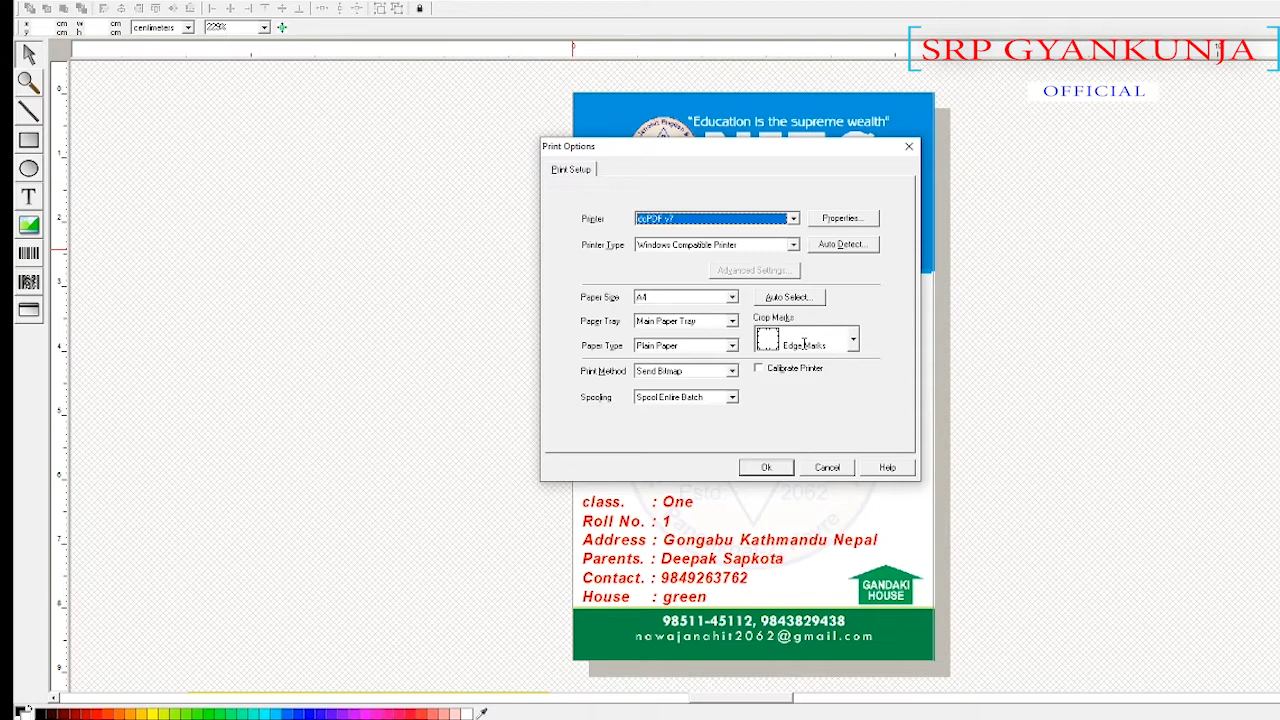 centimeters
229%
SRP GYANKUNJA
OFFICIAL
"Education is the supreme wealth"
Print Options
Print Setup
Printer
doPDF v7
Properties...
Printer Type
Windows Compatible Printer
Auto Detect...
Advanced Settings...
Paper Size
A4
Auto Select...
Paper Tray
Main Paper Tray
Crop Marks
Edge Marks
Paper Type
Plain Paper
Print Method
Send Bitmap
Calibrate Printer
Spooling
Spool Entire Batch
Ok
Cancel
Help
Estd. 2062
class. : One
Roll No. : 1
Address : Gongabu Kathmandu Nepal
Parents. : Deepak Sapkota
Contact. : 9849263762
House : green
GANDAKI
HOUSE
98511-45112, 9843829438
nawajanahit2062@gmail.com